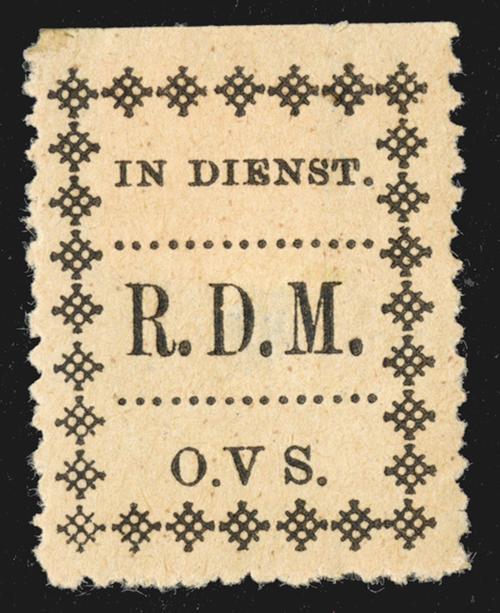 IN DIENST.
R.D.M.
O.V S.